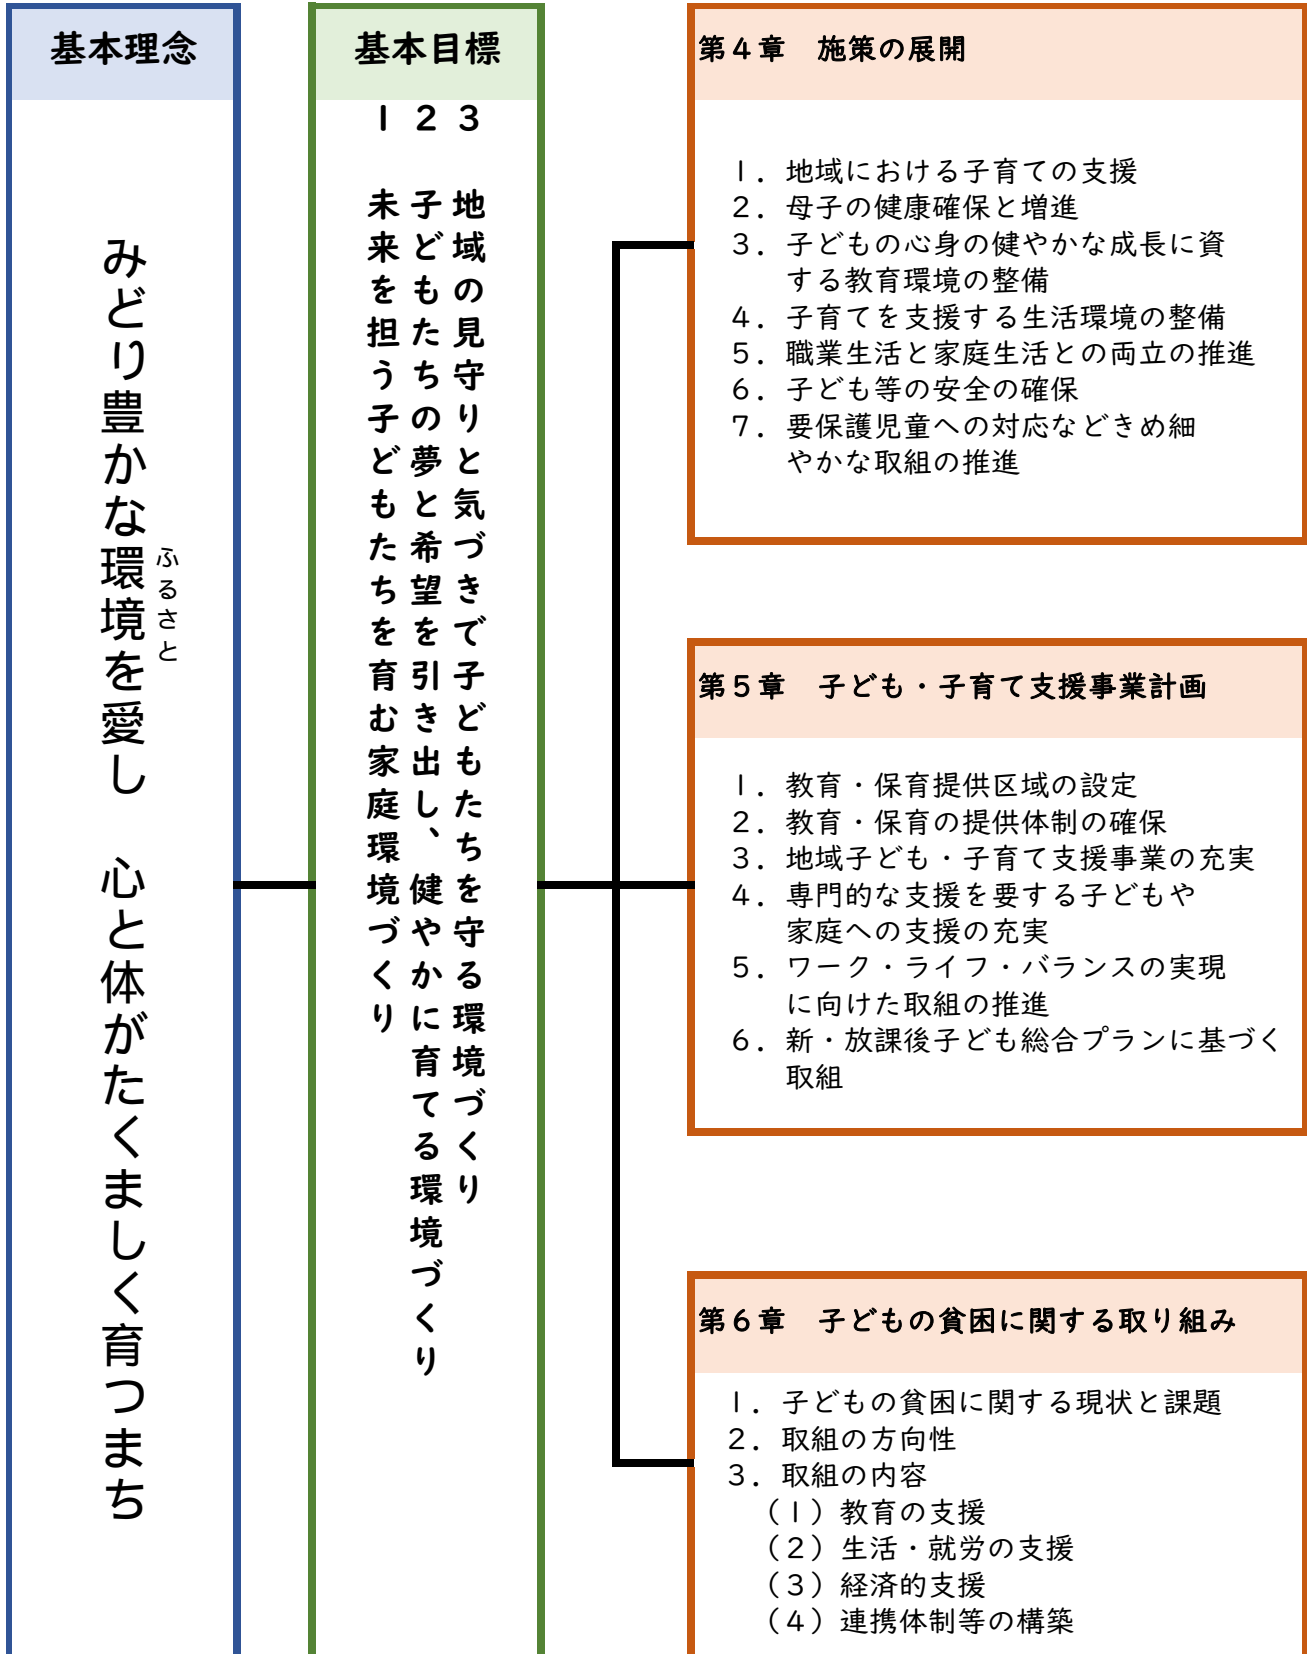 基本理念
みどり豊かな環境を愛し　心と体がたくましく育つまち
ふるさと
基本目標
1　未来を担う子どもたちを育む家庭環境づくり
2　子どもたちの夢と希望を引き出し、健やかに育てる環境づくり
3　地域の見守りと気づきで子どもたちを守る環境づくり
第４章　施策の展開
1．地域における子育ての支援
2．母子の健康確保と増進
3．子どもの心身の健やかな成長に資
する教育環境の整備
4．子育てを支援する生活環境の整備
5．職業生活と家庭生活との両立の推進
6．子ども等の安全の確保
7．要保護児童への対応などきめ細
やかな取組の推進
第５章　子ども・子育て支援事業計画
1．教育・保育提供区域の設定
2．教育・保育の提供体制の確保
3．地域子ども・子育て支援事業の充実
4．専門的な支援を要する子どもや
家庭への支援の充実
5．ワーク・ライフ・バランスの実現
に向けた取組の推進
6．新・放課後子ども総合プランに基づく
取組
第６章　子どもの貧困に関する取り組み
1．子どもの貧困に関する現状と課題
2．取組の方向性
3．取組の内容
（1）教育の支援
（2）生活・就労の支援
（3）経済的支援
（4）連携体制等の構築